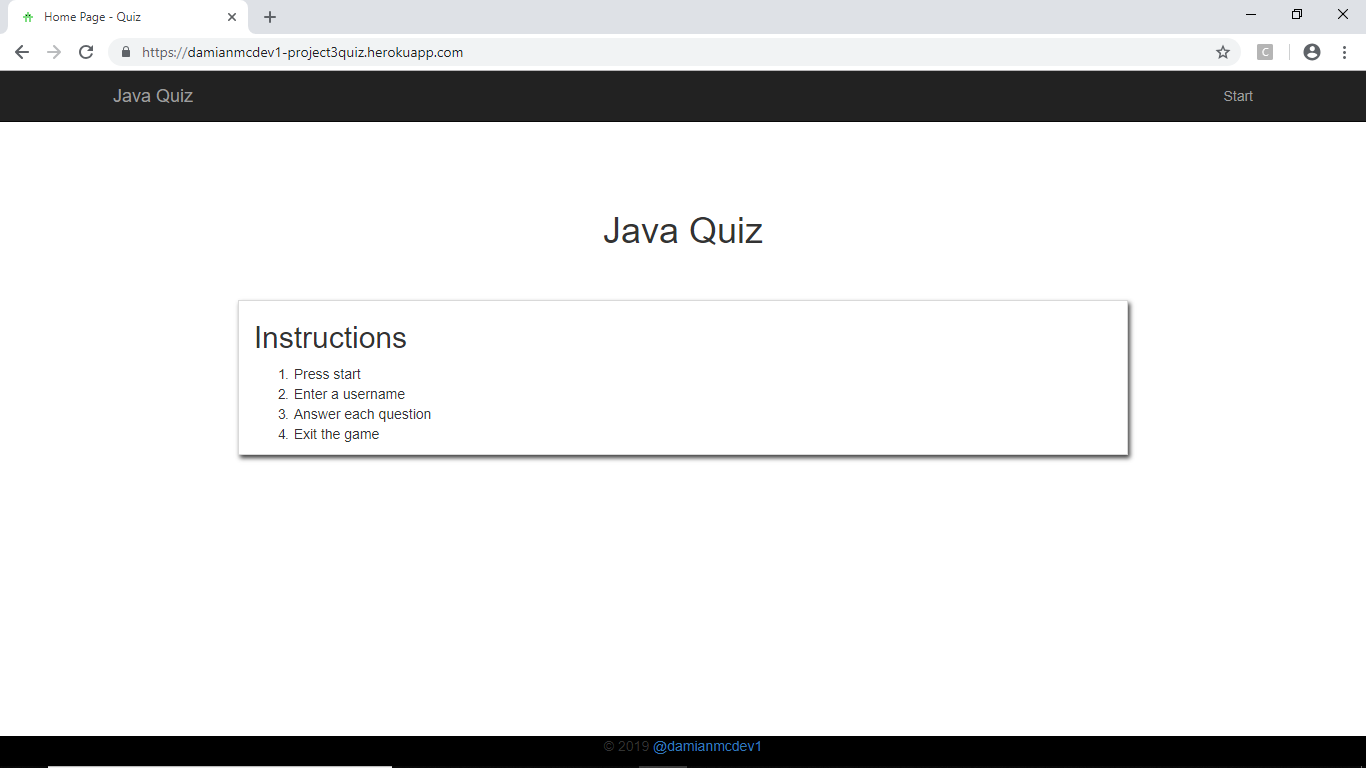 Home Page - Quiz
https://damianmcdev1-project3quiz.herokuapp.com
C
Java Quiz
Start
Java Quiz
Instructions
1. Press start
2. Enter a username
3. Answer each question
4. Exit the game
© 2019 @damianmcdev1